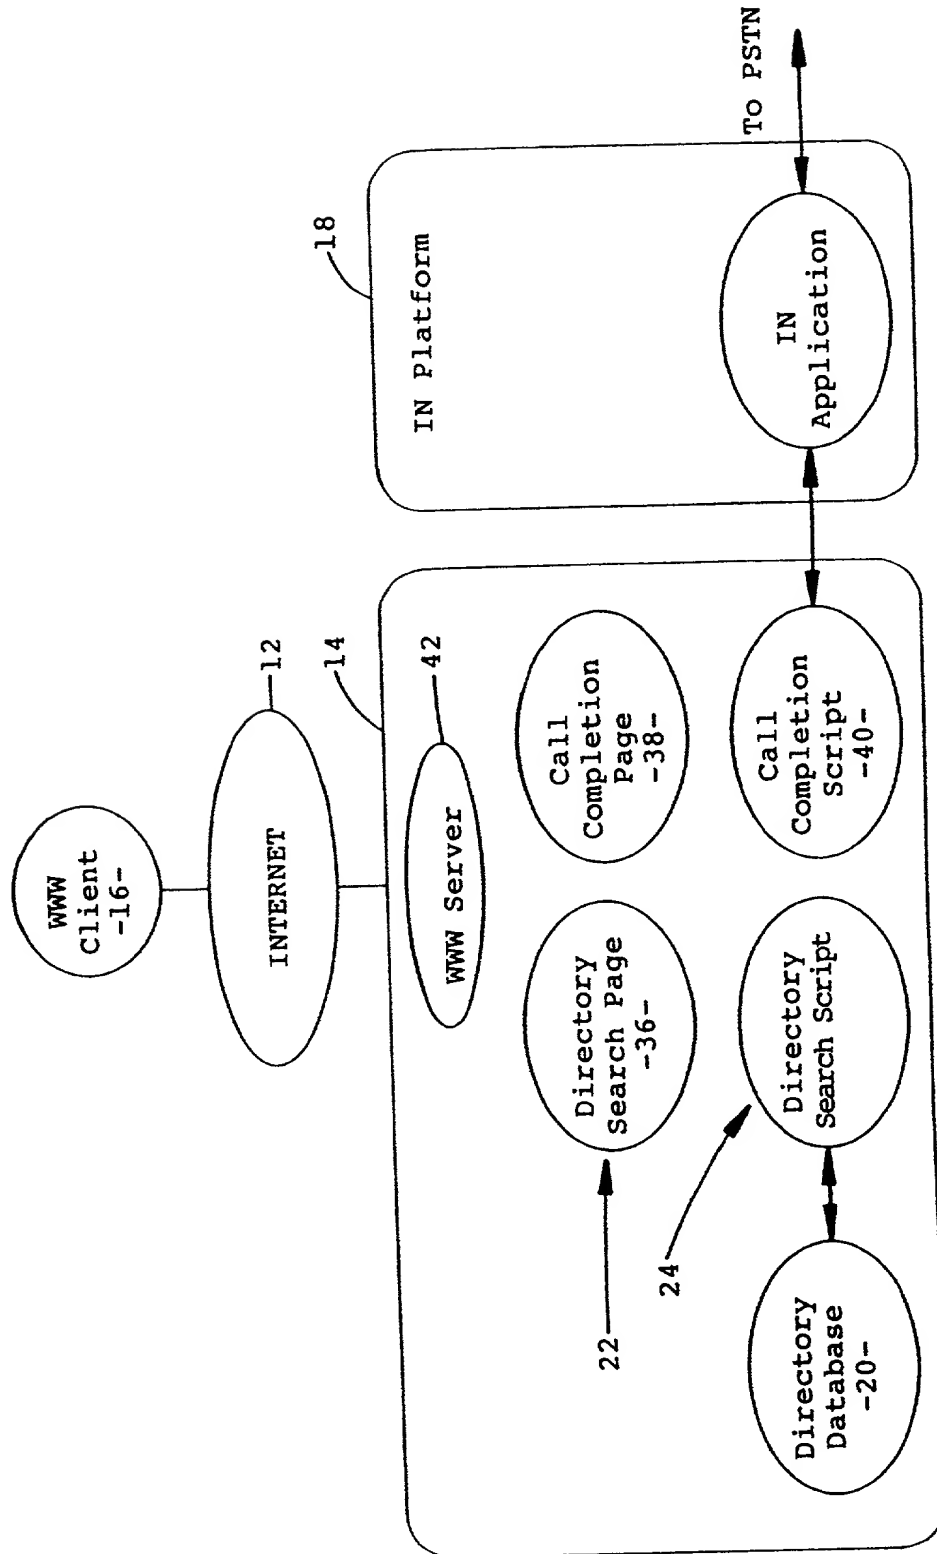 WWW
Client
-16-
INTERNET
12
14
WWW Server
42
Directory
Search Page
-36-
22
Call
Completion
Page
-38-
24
Directory
Database
-20-
Directory
Search Script
Call
Completion
Script
-40-
18
IN Platform
IN
Application
To PSTN